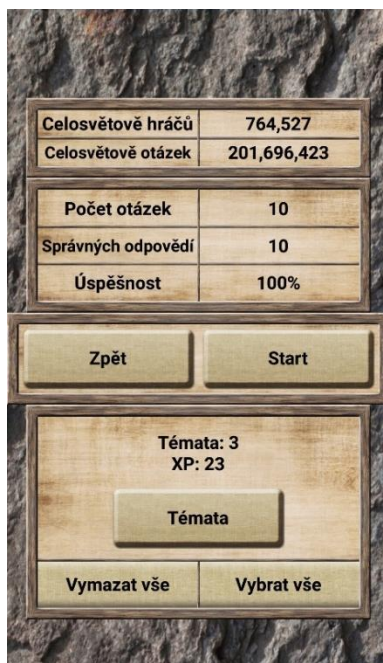 Celosvětově hráčů 764,527
Celosvětově otázek 201,696,423
Počet otázek 10
Správných odpovědí 10
Úspěšnost 100%
Zpět Start
Témata: 3
XP: 23
Témata
Vymazat vše Vybrat vše